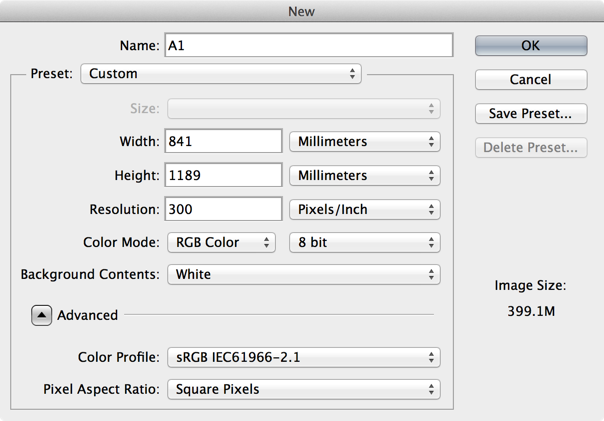 New
Name: A1
OK
Preset: Custom
Cancel
Size:
Save Preset...
Width: 841 Millimeters
Delete Preset...
Height: 1189 Millimeters
Resolution: 300 Pixels/Inch
Color Mode: RGB Color 8 bit
Background Contents: White
Image Size:
399.1M
Advanced
Color Profile: sRGB IEC61966-2.1
Pixel Aspect Ratio: Square Pixels